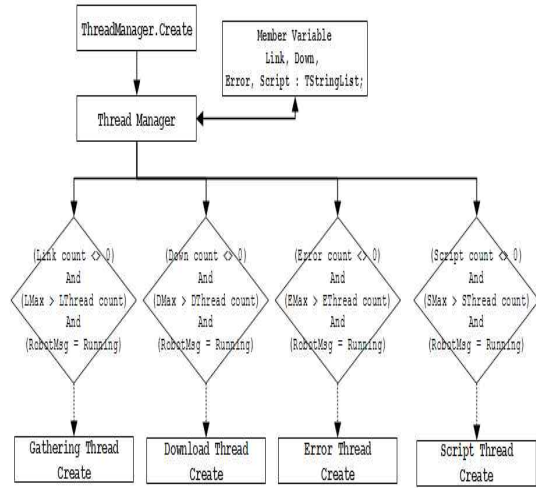 ThreadManager.Create
Member Variable
Link, Down,
Error, Script : TStringList;
Thread Manager
(Link count <> 0)
And
(LMax > LThread count)
And
(RobotMsg = Running)
(Down count <> 0)
And
(DMax > DThread count)
And
(RobotMsg = Running)
(Error count <> 0)
And
(EMax > EThread count)
And
(RobotMsg = Running)
(Script count <> 0)
And
(SMax > SThread count)
And
(RobotMsg = Running)
Gathering Thread
Create
Download Thread
Create
Error Thread
Create
Script Thread
Create